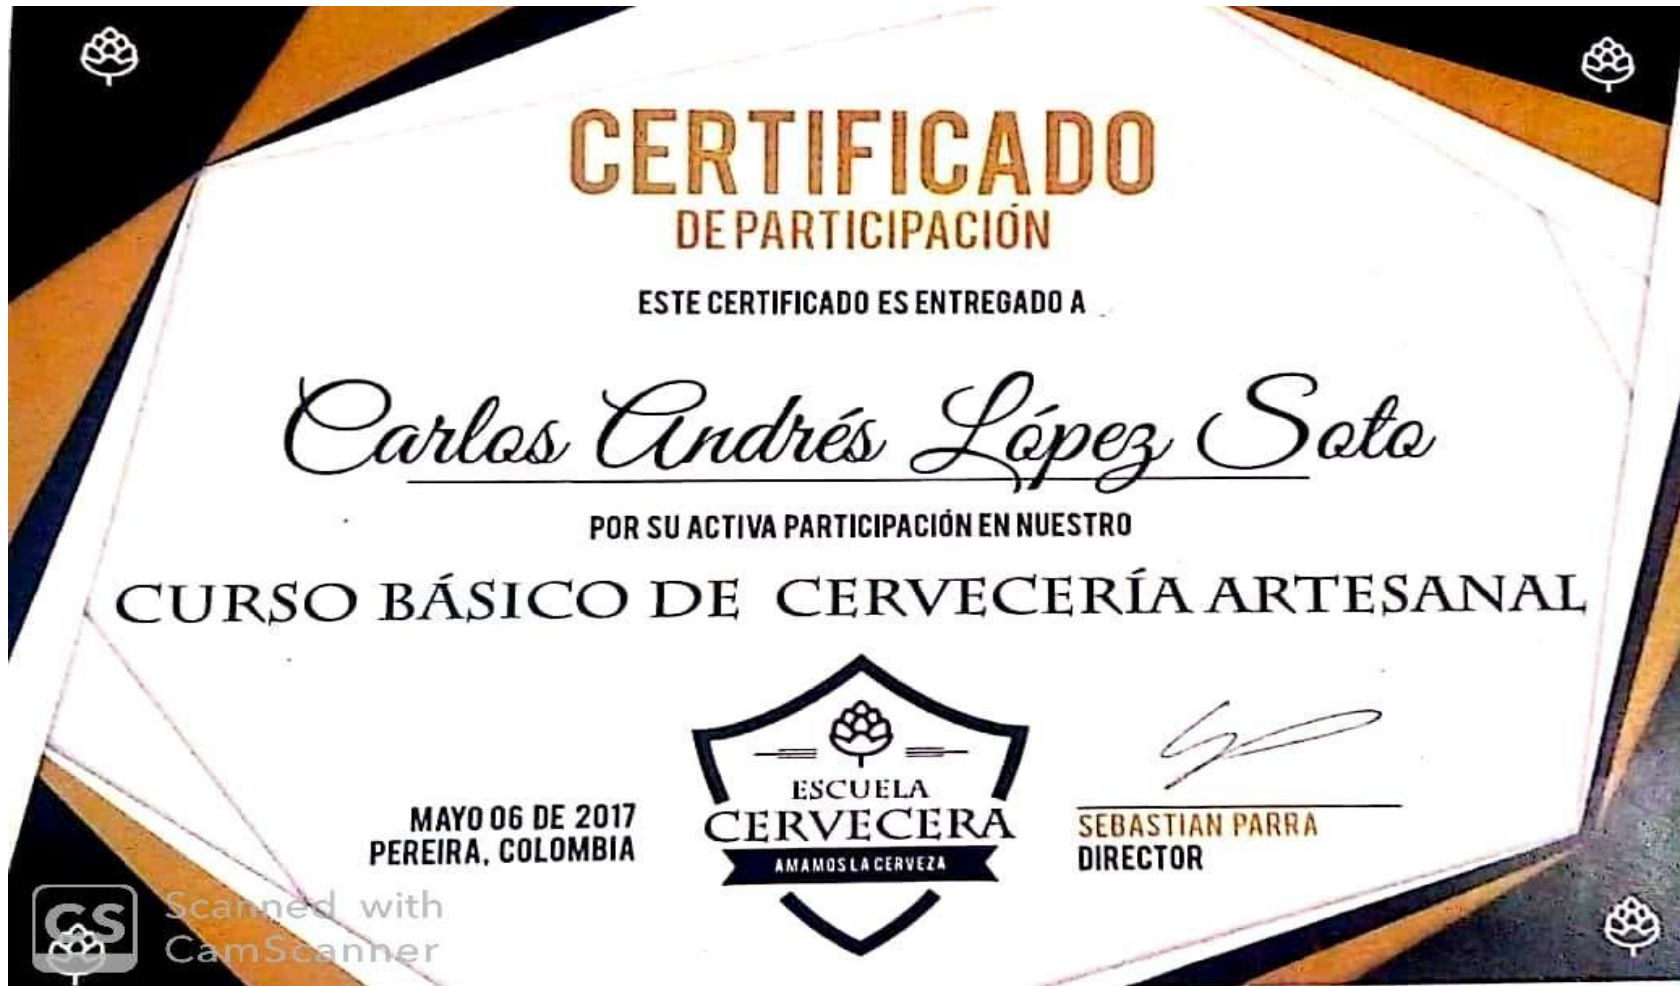 CERTIFICADO
DE PARTICIPACIÓN
ESTE CERTIFICADO ES ENTREGADO A
Carlos Andrés López Soto
POR SU ACTIVA PARTICIPACIÓN EN NUESTRO
CURSO BÁSICO DE CERVECERÍA ARTESANAL
MAYO 06 DE 2017
PEREIRA, COLOMBIA
ESCUELA
CERVECERA
AMAMOS LA CERVEZA
SEBASTIAN PARRA
DIRECTOR
CS
Scanned with
CamScanner